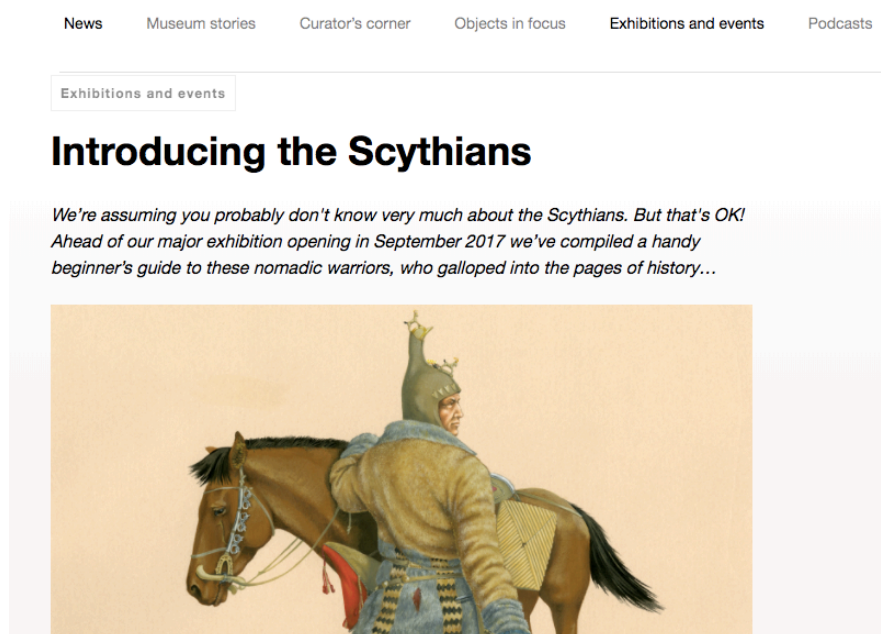 News Museum stories Curator's corner Objects in focus Exhibitions and events Podcasts
Exhibitions and events
Introducing the Scythians
We’re assuming you probably don't know very much about the Scythians. But that's OK!
Ahead of our major exhibition opening in September 2017 we’ve compiled a handy
beginner’s guide to these nomadic warriors, who galloped into the pages of history…